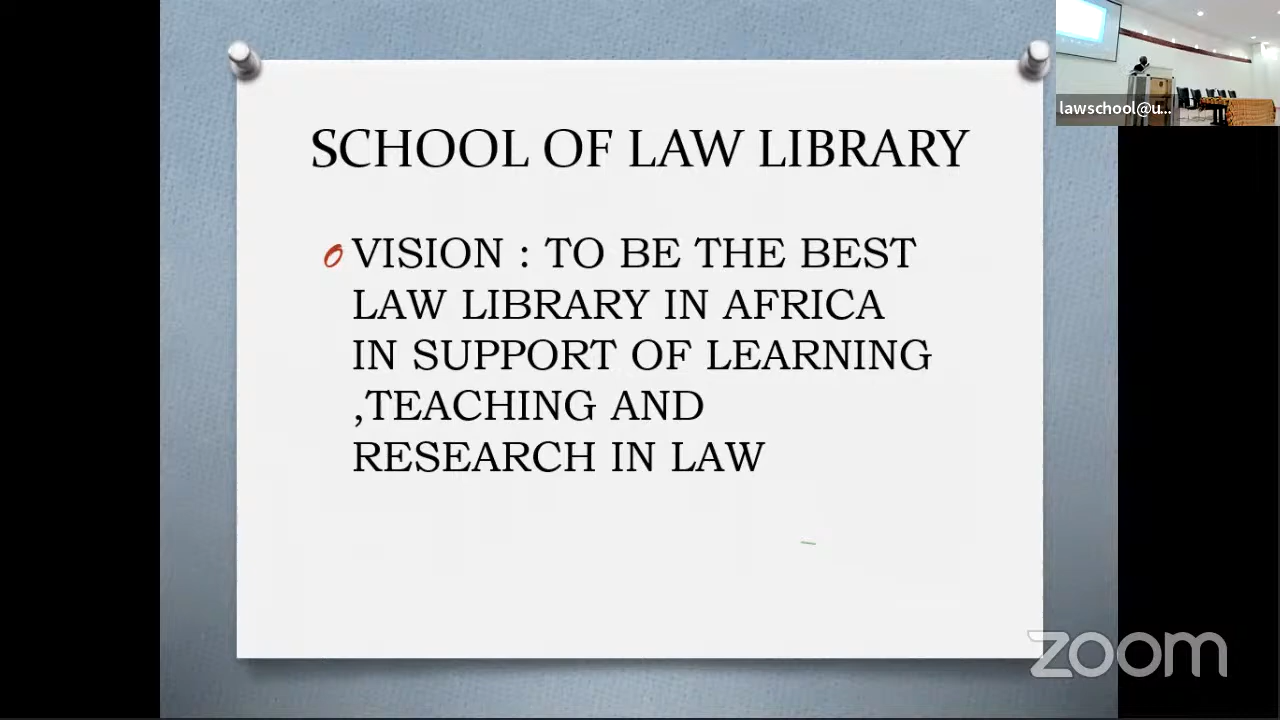 SCHOOL OF LAW LIBRARY
VISION : TO BE THE BEST
LAW LIBRARY IN AFRICA
IN SUPPORT OF LEARNING
,TEACHING AND
RESEARCH IN LAW
lawschool@u...
zoom